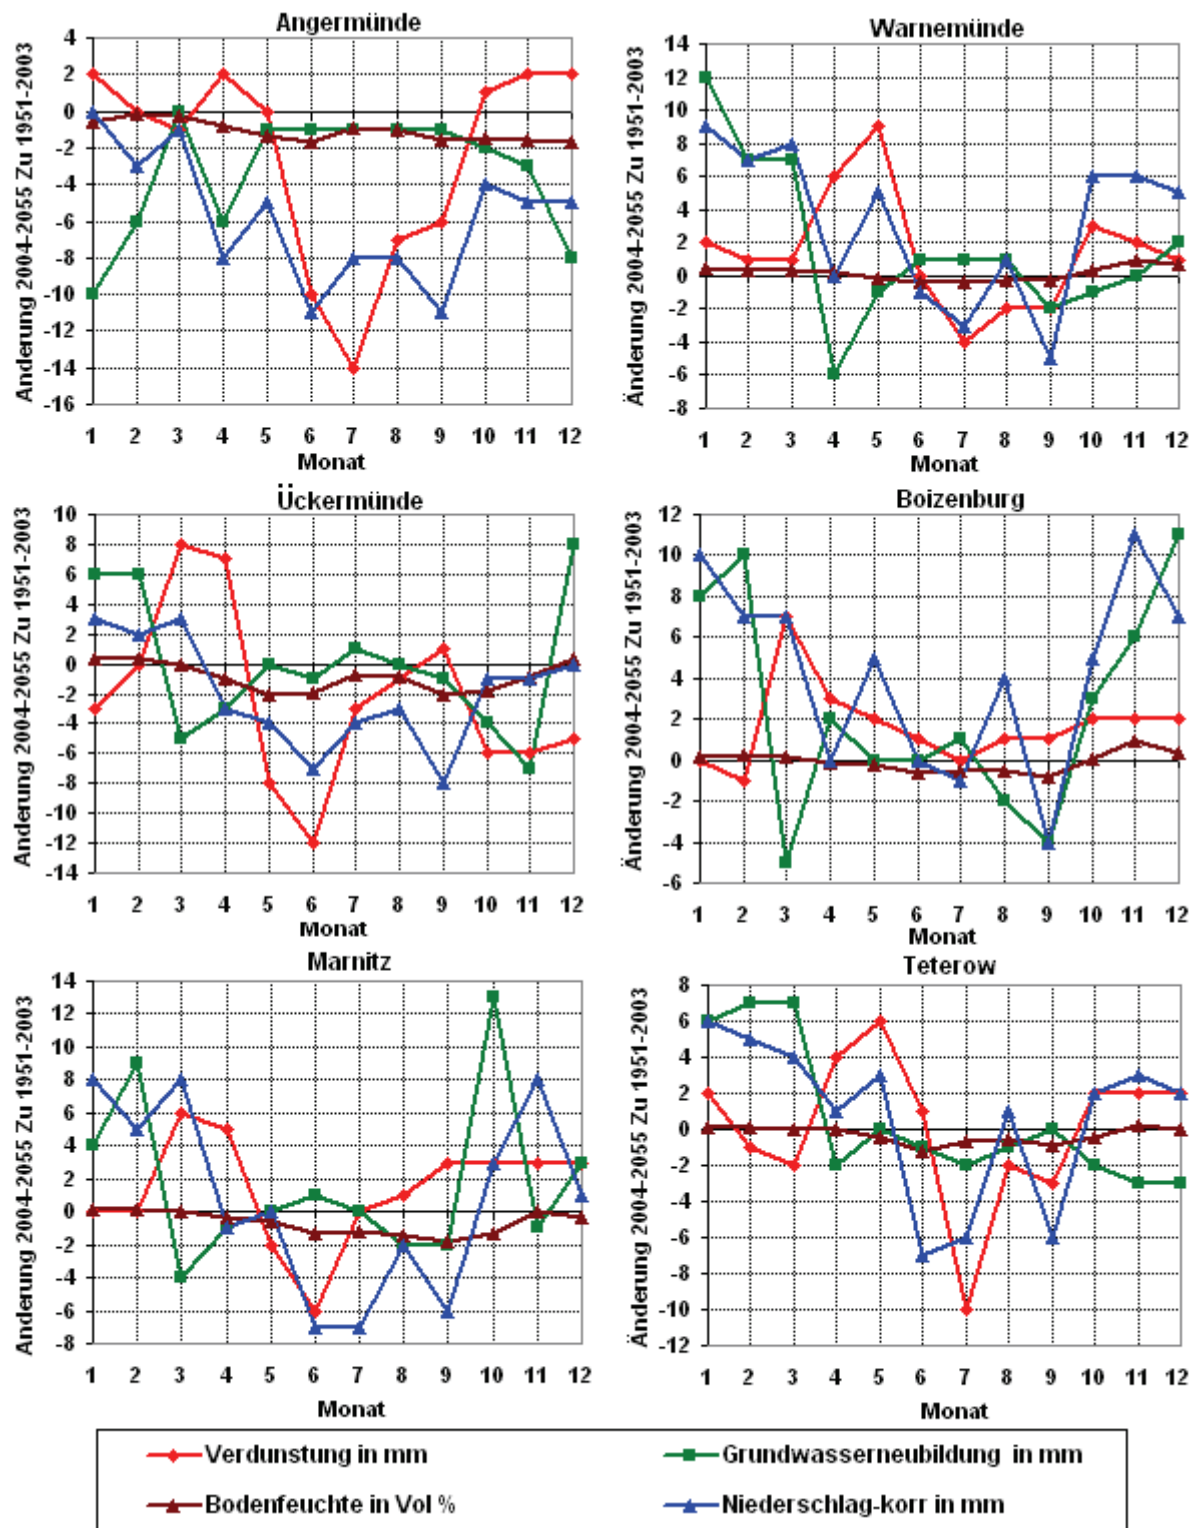 Angermünde
Änderung 2004-2055 Zu 1951-2003
4
2
0
-2
-4
-6
-8
-10
-12
-14
-16
1 2 3 4 5 6 7 8 9 10 11 12
Monat
Warnemünde
Änderung 2004-2055 Zu 1951-2003
14
12
10
8
6
4
2
0
-2
-4
-6
-8
1 2 3 4 5 6 7 8 9 10 11 12
Monat
Ückermünde
Änderung 2004-2055 Zu 1951-2003
10
8
6
4
2
0
-2
-4
-6
-8
-10
-12
-14
1 2 3 4 5 6 7 8 9 10 11 12
Monat
Boizenburg
Änderung 2004-2055 Zu 1951-2003
12
10
8
6
4
2
0
-2
-4
-6
1 2 3 4 5 6 7 8 9 10 11 12
Monat
Marnitz
Änderung 2004-2055 Zu 1951-2003
14
12
10
8
6
4
2
0
-2
-4
-6
-8
1 2 3 4 5 6 7 8 9 10 11 12
Monat
Teterow
Änderung 2004-2055 Zu 1951-2003
8
6
4
2
0
-2
-4
-6
-8
-10
-12
1 2 3 4 5 6 7 8 9 10 11 12
Monat
Verdunstung in mm
Grundwasserneubildung in mm
Bodenfeuchte in Vol %
Niederschlag-korr in mm